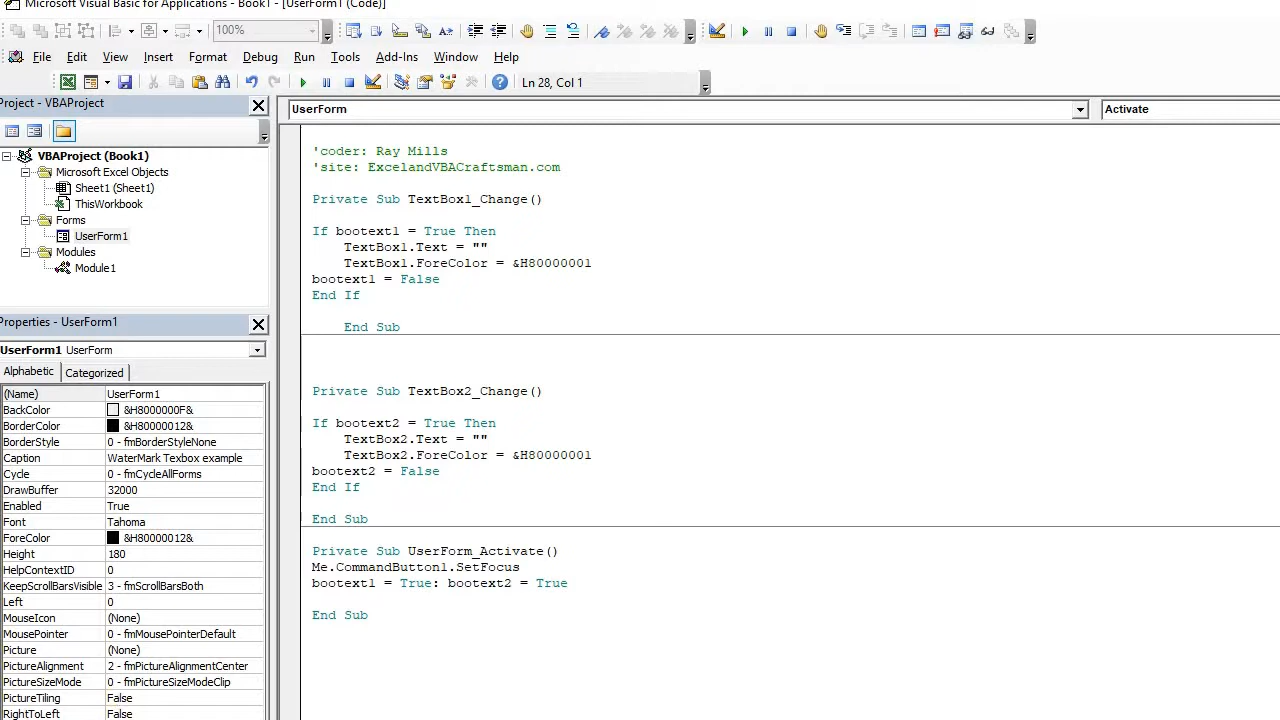 Microsoft Visual Basic for Applications - Book1 - [UserForm1 (Code)]
100%
File Edit View Insert Format Debug Run Tools Add-Ins Window Help
Ln 28, Col 1
Project - VBAProject
UserForm
Activate
VBAProject (Book1)
Microsoft Excel Objects
Sheet1 (Sheet1)
ThisWorkbook
Forms
UserForm1
Modules
Module1
Properties - UserForm1
UserForm1 UserForm
Alphabetic Categorized
(Name) UserForm1
BackColor &H8000000F&
BorderColor &H80000012&
BorderStyle 0 - fmBorderStyleNone
Caption WaterMark Texbox example
Cycle 0 - fmCycleAllForms
DrawBuffer 32000
Enabled True
Font Tahoma
ForeColor &H80000012&
Height 180
HelpContextID 0
KeepScrollBarsVisible 3 - fmScrollBarsBoth
Left 0
MouseIcon (None)
MousePointer 0 - fmMousePointerDefault
Picture (None)
PictureAlignment 2 - fmPictureAlignmentCenter
PictureSizeMode 0 - fmPictureSizeModeClip
PictureTiling False
RightToLeft False
'coder: Ray Mills
'site: ExcelandVBACraftsman.com
Private Sub TextBox1_Change()
If bootext1 = True Then
TextBox1.Text = ""
TextBox1.ForeColor = &H80000001
bootext1 = False
End If
End Sub
Private Sub TextBox2_Change()
If bootext2 = True Then
TextBox2.Text = ""
TextBox2.ForeColor = &H80000001
bootext2 = False
End If
End Sub
Private Sub UserForm_Activate()
Me.CommandButton1.SetFocus
bootext1 = True: bootext2 = True
End Sub